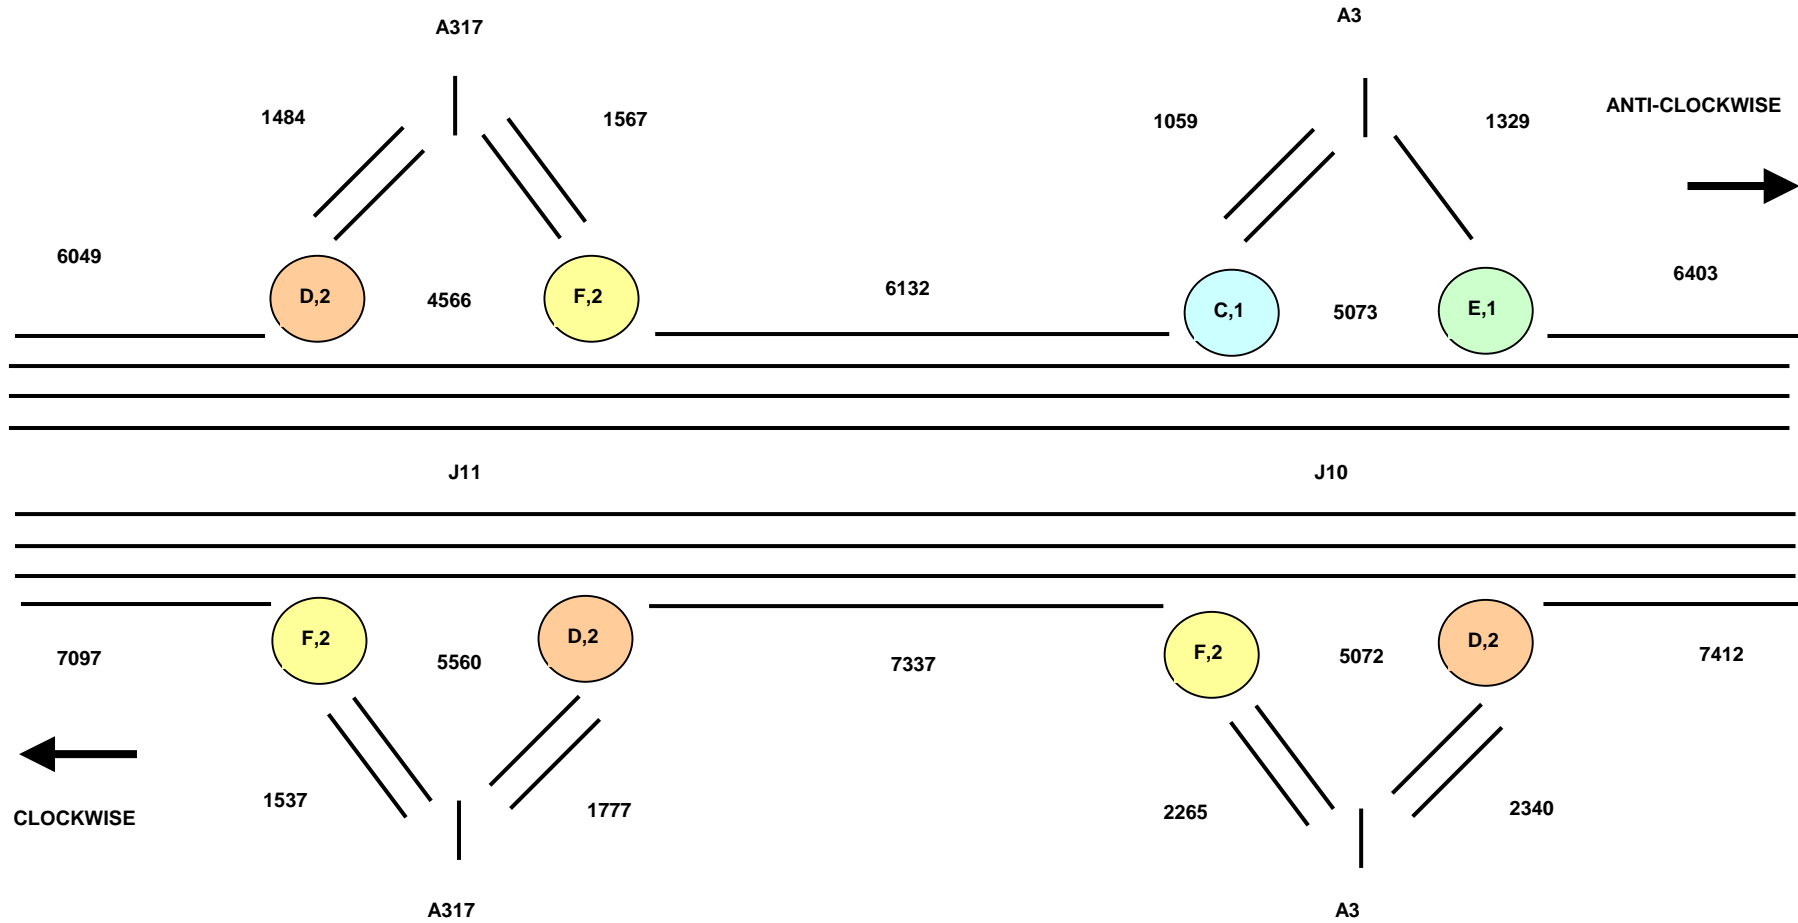 A3
A317
ANTI-CLOCKWISE
1484
1567
1059
1329
6049
6132
6403
D,2
4566
F,2
C,1
5073
E,1
J11
J10
F,2
5560
D,2
F,2
5072
D,2
7097
7337
7412
1537
1777
2265
2340
CLOCKWISE
A317
A3